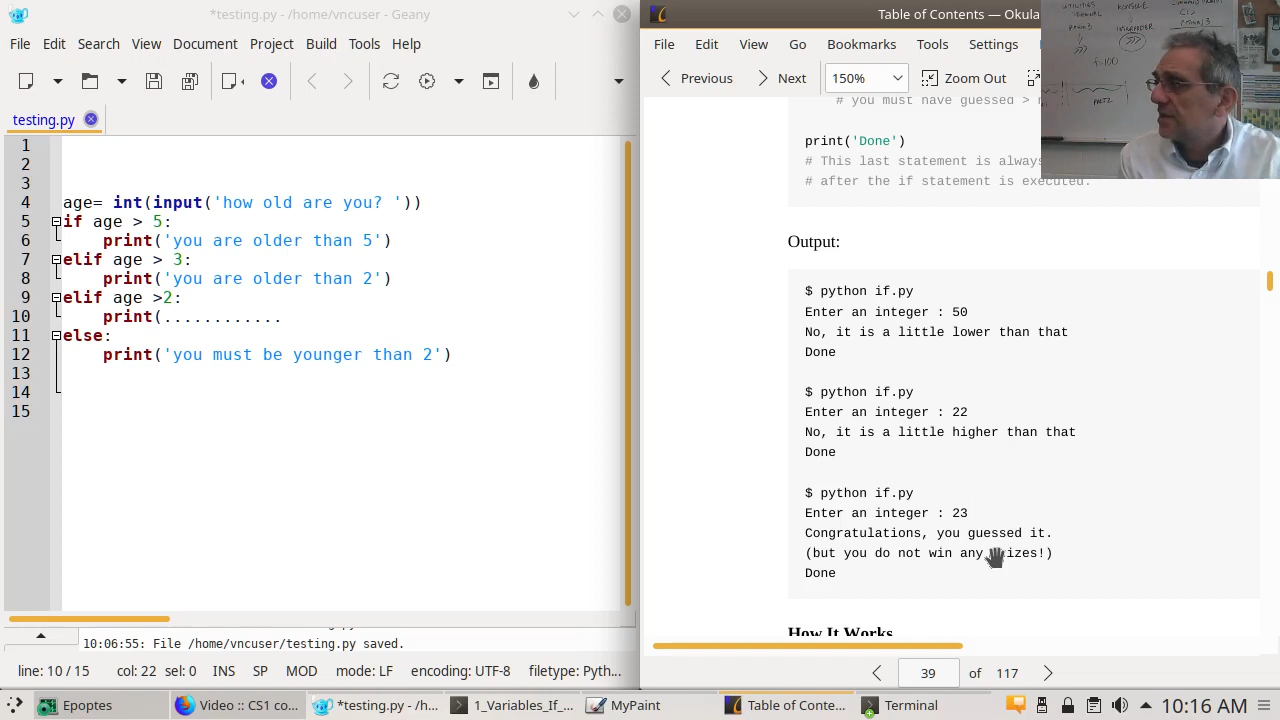 *testing.py - /home/vncuser - Geany
File Edit Search View Document Project Build Tools Help
testing.py
1
2
3
4 age= int(input('how old are you? '))
5 if age > 5:
6 print('you are older than 5')
7 elif age > 3:
8 print('you are older than 2')
9 elif age >2:
10 print(............
11 else:
12 print('you must be younger than 2')
13
14
15
10:06:55: File /home/vncuser/testing.py saved.
line: 10 / 15 col: 22 sel: 0 INS SP MOD mode: LF encoding: UTF-8 filetype: Pyth...
Table of Contents — Okula
File Edit View Go Bookmarks Tools Settings
Previous Next 150% Zoom Out
# you must have guessed >
print('Done')
# This last statement is always
# after the if statement is executed.
Output:
$ python if.py
Enter an integer : 50
No, it is a little lower than that
Done
$ python if.py
Enter an integer : 22
No, it is a little higher than that
Done
$ python if.py
Enter an integer : 23
Congratulations, you guessed it.
(but you do not win any prizes!)
Done
How It Works
39 of 117
Epoptes Video :: CS1 co... *testing.py - /h... 1_Variables_If_... MyPaint Table of Conte... Terminal 10:16 AM